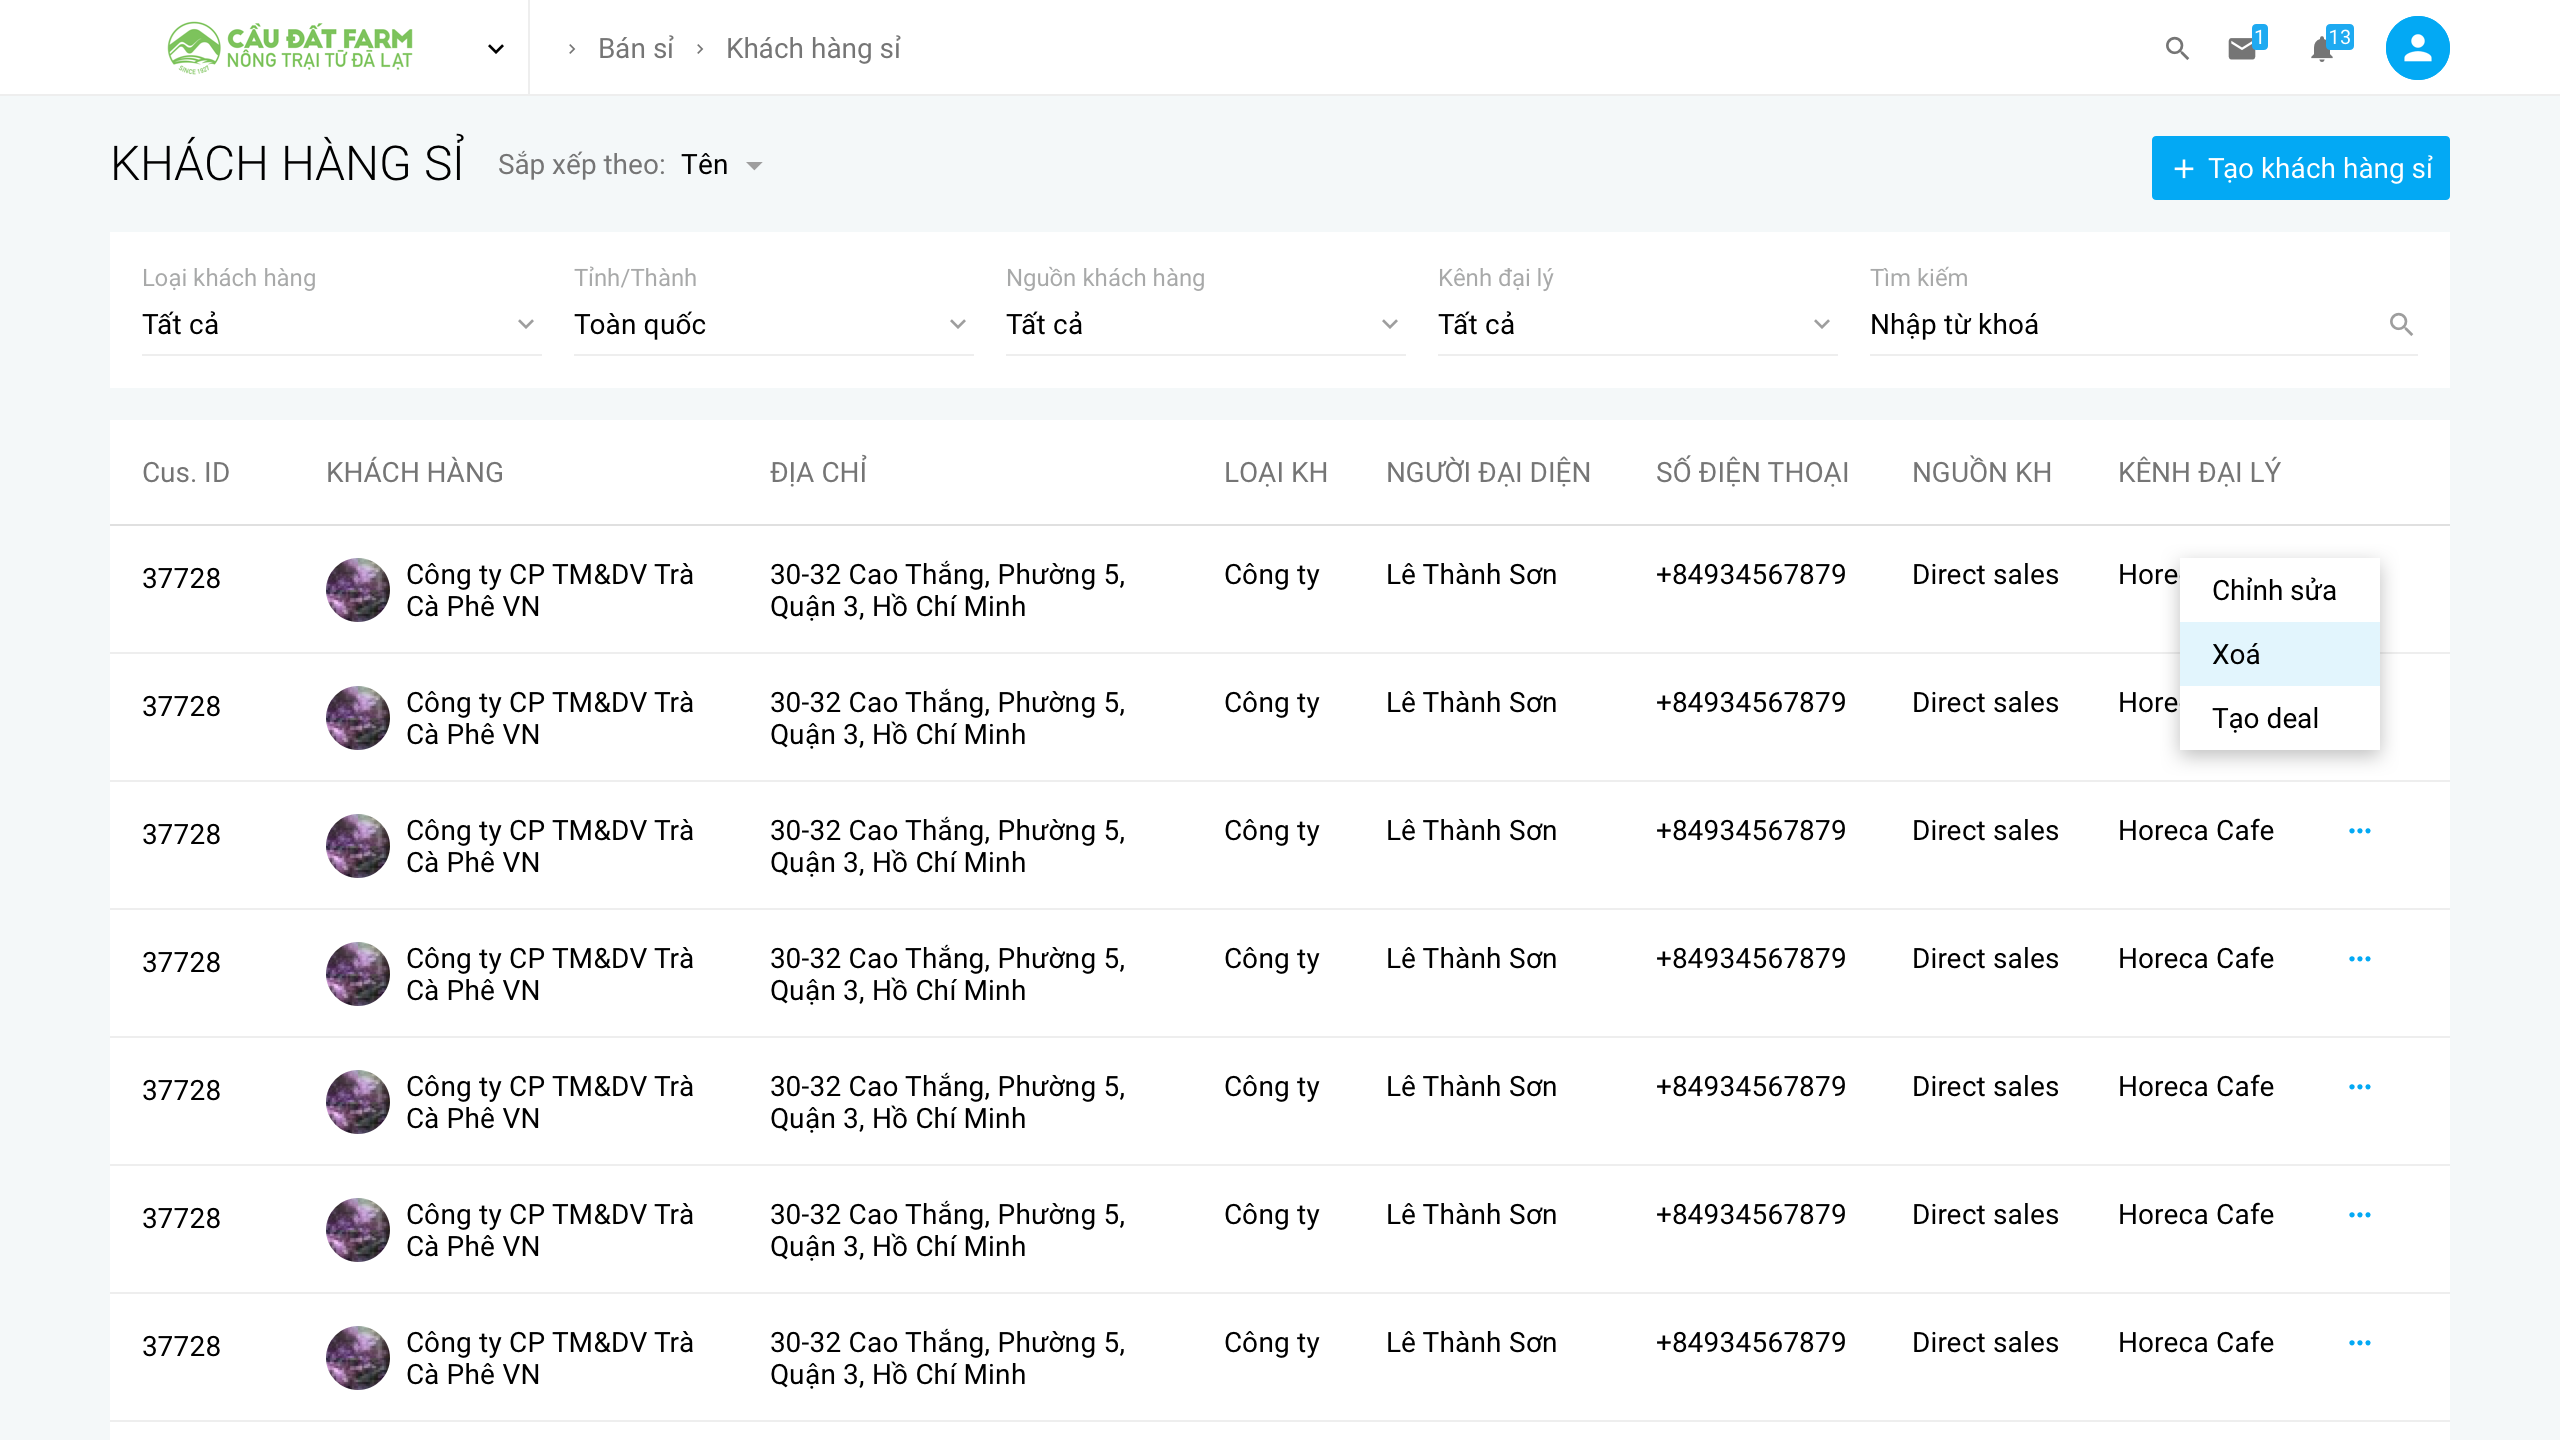 CẦU ĐẤT FARM
NÔNG TRẠI TỪ ĐÀ LẠT
SINCE 1927
Bán sỉ
Khách hàng sỉ
1
13
KHÁCH HÀNG SỈ
Sắp xếp theo: Tên
+ Tạo khách hàng sỉ
Loại khách hàng
Tất cả
Tỉnh/Thành
Toàn quốc
Nguồn khách hàng
Tất cả
Kênh đại lý
Tất cả
Tìm kiếm
Nhập từ khoá
Cus. ID KHÁCH HÀNG ĐỊA CHỈ LOẠI KH NGƯỜI ĐẠI DIỆN SỐ ĐIỆN THOẠI NGUỒN KH KÊNH ĐẠI LÝ
37728 Công ty CP TM&DV Trà 30-32 Cao Thắng, Phường 5, Công ty Lê Thành Sơn +84934567879 Direct sales Hore
Cà Phê VN Quận 3, Hồ Chí Minh
Chỉnh sửa
Xoá
Tạo deal
37728 Công ty CP TM&DV Trà 30-32 Cao Thắng, Phường 5, Công ty Lê Thành Sơn +84934567879 Direct sales Hore
Cà Phê VN Quận 3, Hồ Chí Minh
37728 Công ty CP TM&DV Trà 30-32 Cao Thắng, Phường 5, Công ty Lê Thành Sơn +84934567879 Direct sales Horeca Cafe
Cà Phê VN Quận 3, Hồ Chí Minh
37728 Công ty CP TM&DV Trà 30-32 Cao Thắng, Phường 5, Công ty Lê Thành Sơn +84934567879 Direct sales Horeca Cafe
Cà Phê VN Quận 3, Hồ Chí Minh
37728 Công ty CP TM&DV Trà 30-32 Cao Thắng, Phường 5, Công ty Lê Thành Sơn +84934567879 Direct sales Horeca Cafe
Cà Phê VN Quận 3, Hồ Chí Minh
37728 Công ty CP TM&DV Trà 30-32 Cao Thắng, Phường 5, Công ty Lê Thành Sơn +84934567879 Direct sales Horeca Cafe
Cà Phê VN Quận 3, Hồ Chí Minh
37728 Công ty CP TM&DV Trà 30-32 Cao Thắng, Phường 5, Công ty Lê Thành Sơn +84934567879 Direct sales Horeca Cafe
Cà Phê VN Quận 3, Hồ Chí Minh